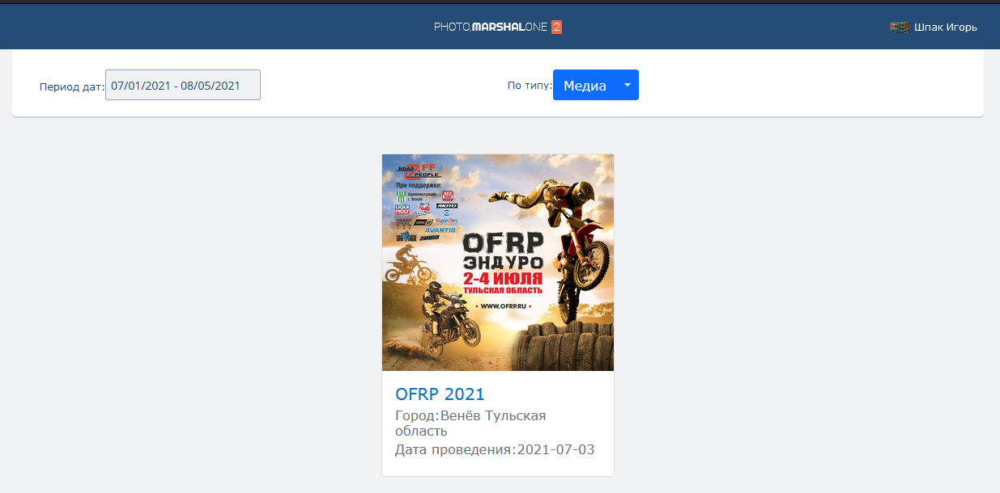 PHOTO.MARSHALONE 2
Шпак Игорь
Период дат: 07/01/2021 - 08/05/2021
По типу: Медиа
ROAD OFF
PEOPLE
При поддержке:
Администрация
г. Венёв
LIQUI
MOLY
МОТО
AVANTIS
OFRP
ЭНДУРО
2-4 ИЮЛЯ
ТУЛЬСКАЯ ОБЛАСТЬ
• WWW.OFRP.RU •
OFRP 2021
Город:Венёв Тульская
область
Дата проведения:2021-07-03